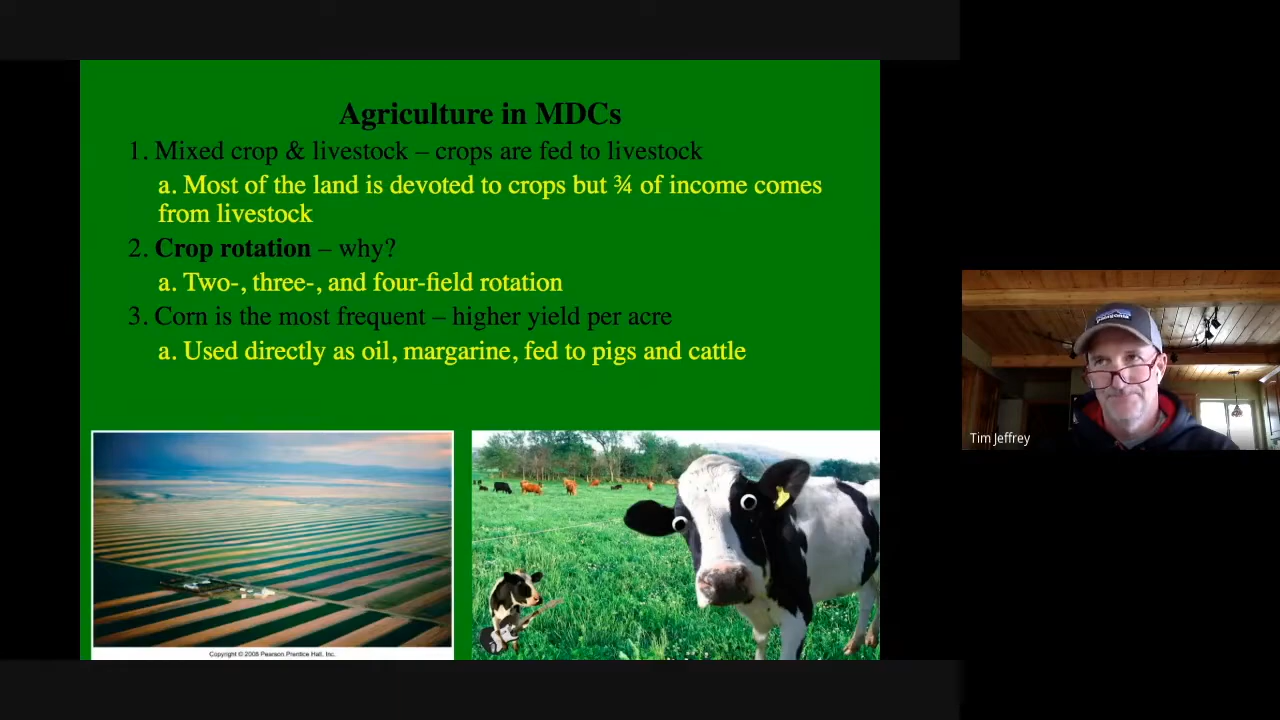 Agriculture in MDCs
1. Mixed crop & livestock – crops are fed to livestock
a. Most of the land is devoted to crops but ¾ of income comes
from livestock
2. Crop rotation – why?
a. Two-, three-, and four-field rotation
3. Corn is the most frequent – higher yield per acre
a. Used directly as oil, margarine, fed to pigs and cattle
patagonia
Tim Jeffrey
Copyright © 2008 Pearson Prentice Hall, Inc.